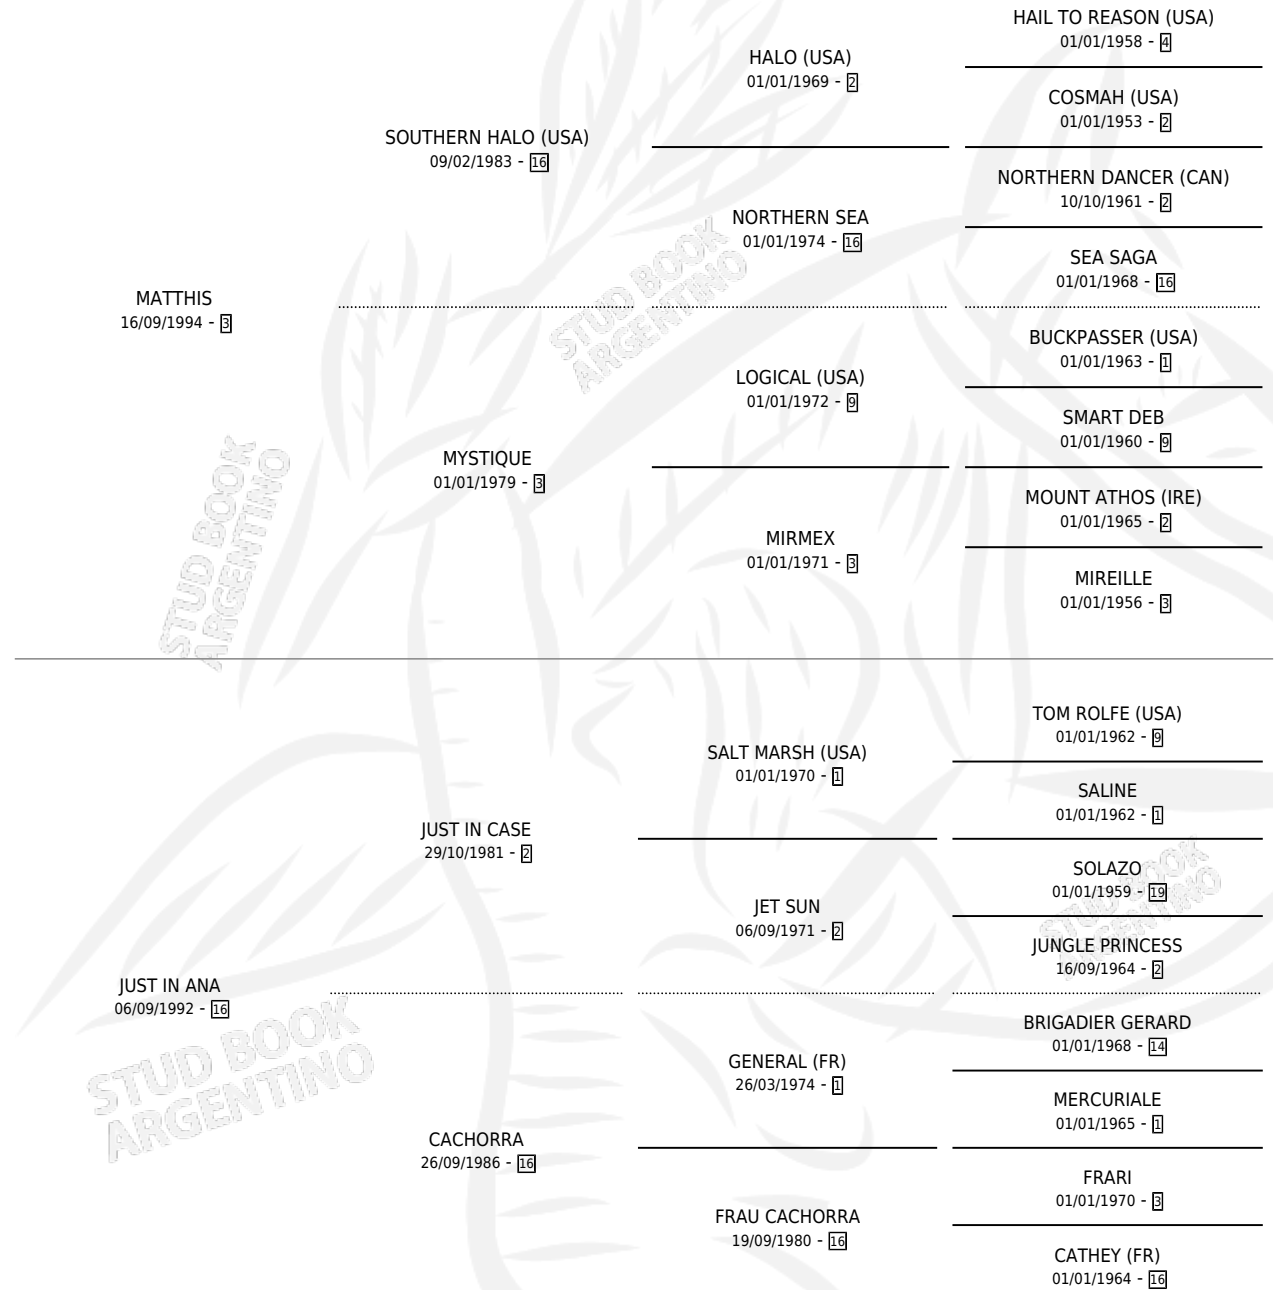 HAIL TO REASON (USA)
01/01/1958 - 4
HALO (USA)
01/01/1969 - 2
COSMAH (USA)
01/01/1953 - 2
SOUTHERN HALO (USA)
09/02/1983 - 16
NORTHERN DANCER (CAN)
10/10/1961 - 2
NORTHERN SEA
01/01/1974 - 16
SEA SAGA
01/01/1968 - 16
STUD BOOK
ARGENTINO
MATTHIS
16/09/1994 - 3
BUCKPASSER (USA)
01/01/1963 - 1
LOGICAL (USA)
01/01/1972 - 9
SMART DEB
01/01/1960 - 9
MYSTIQUE
01/01/1979 - 3
MOUNT ATHOS (IRE)
01/01/1965 - 2
MIRMEX
01/01/1971 - 3
MIREILLE
01/01/1956 - 3
STUD BOOK
ARGENTINO
TOM ROLFE (USA)
01/01/1962 - 9
SALT MARSH (USA)
01/01/1970 - 1
SALINE
01/01/1962 - 1
JUST IN CASE
29/10/1981 - 2
SOLAZO
01/01/1959 - 19
STUD BOOK
ARGENTINO
JET SUN
06/09/1971 - 2
JUNGLE PRINCESS
16/09/1964 - 2
JUST IN ANA
06/09/1992 - 16
BRIGADIER GERARD
01/01/1968 - 14
STUD BOOK
ARGENTINO
GENERAL (FR)
26/03/1974 - 1
MERCURIALE
01/01/1965 - 1
CACHORRA
26/09/1986 - 16
FRARI
01/01/1970 - 3
FRAU CACHORRA
19/09/1980 - 16
CATHEY (FR)
01/01/1964 - 16